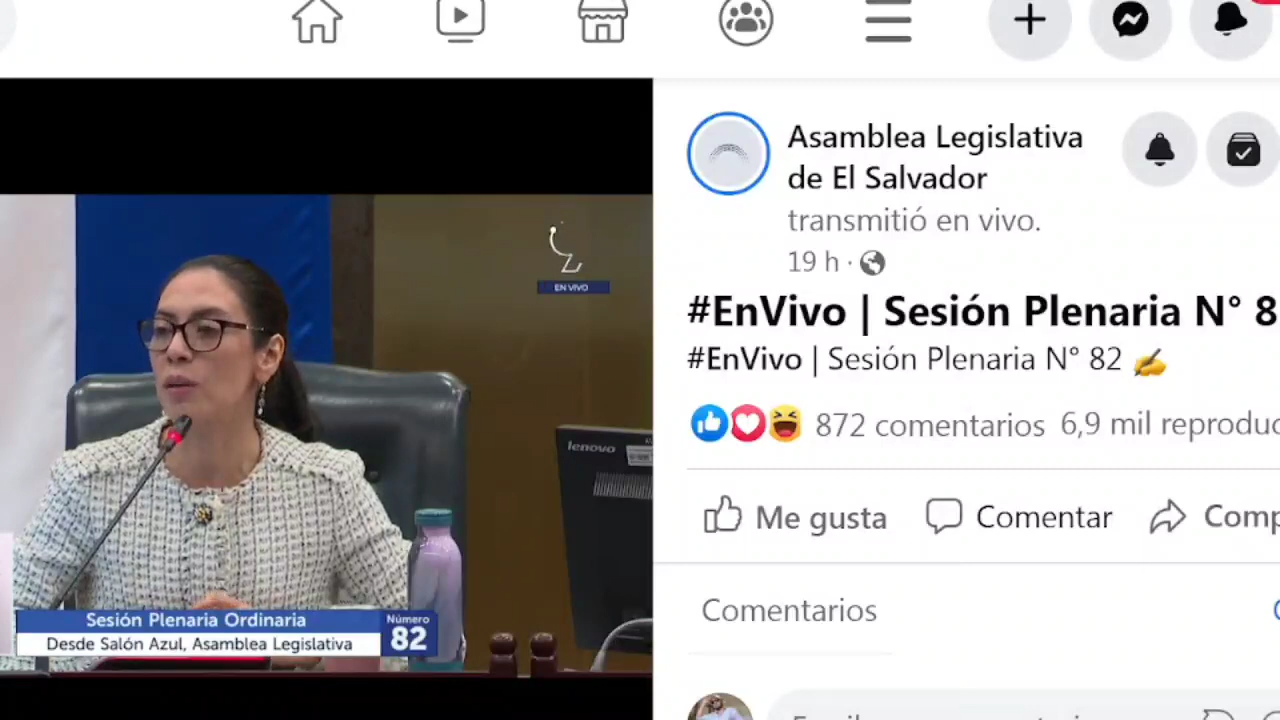 Asamblea Legislativa
de El Salvador
transmitió en vivo.
19 h ·
#EnVivo | Sesión Plenaria N° 8
#EnVivo | Sesión Plenaria N° 82 ✍️
872 comentarios 6,9 mil reproduc
Me gusta Comentar Comp
Comentarios
EN VIVO
lenovo
Sesión Plenaria Ordinaria
Desde Salón Azul, Asamblea Legislativa
Número
82